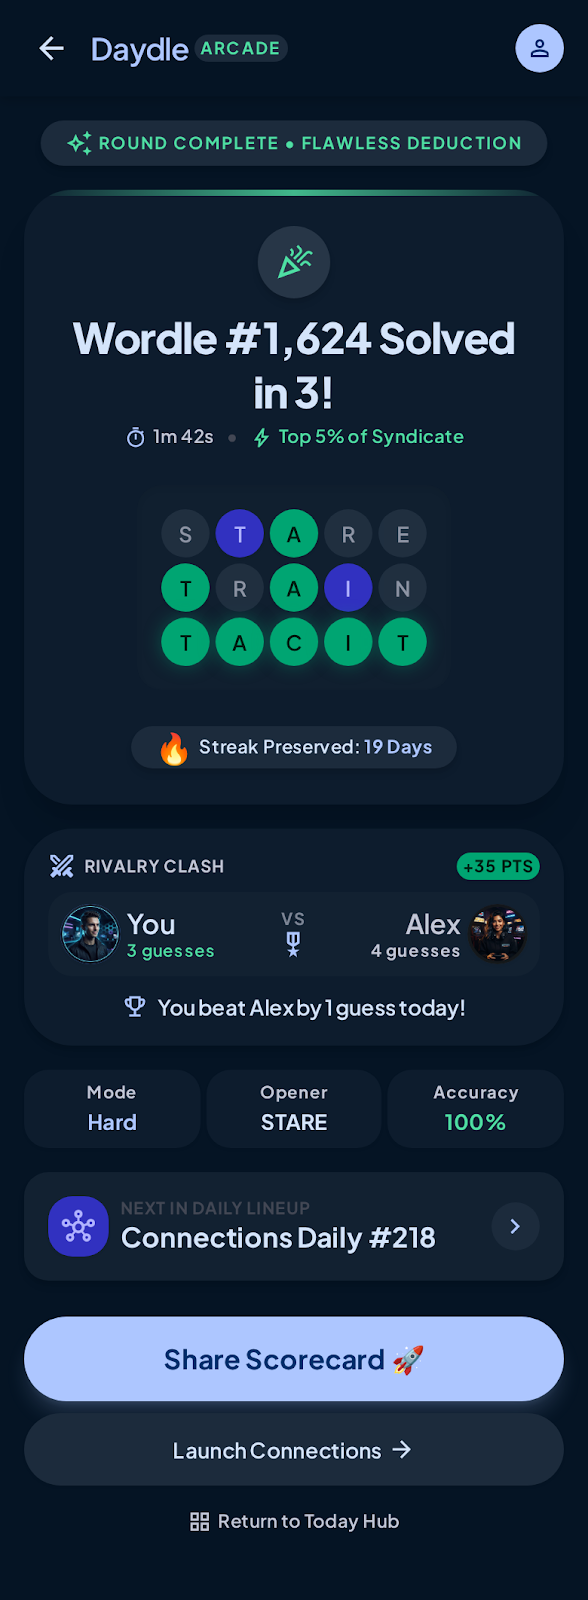 Daydle ARCADE
ROUND COMPLETE • FLAWLESS DEDUCTION
Wordle #1,624 Solved
in 3!
1m 42s • Top 5% of Syndicate
S T A R E
T R A I N
T A C I T
🔥 Streak Preserved: 19 Days
RIVALRY CLASH +35 PTS
You VS Alex
3 guesses 4 guesses
You beat Alex by 1 guess today!
Mode Opener Accuracy
Hard STARE 100%
NEXT IN DAILY LINEUP
Connections Daily #218
Share Scorecard 🚀
Launch Connections →
Return to Today Hub